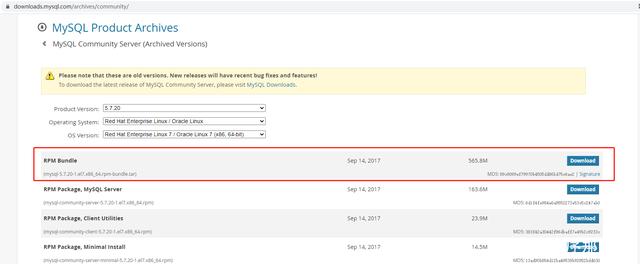 downloads.mysql.com/archives/community/
MySQL Product Archives
MySQL Community Server (Archived Versions)
Please note that these are old versions. New releases will have recent bug fixes and features!
To download the latest release of MySQL Community Server, please visit MySQL Downloads.
Product Version: 5.7.20
Operating System: Red Hat Enterprise Linux / Oracle Linux
OS Version: Red Hat Enterprise Linux 7 / Oracle Linux 7 (x86, 64-bit)
RPM Bundle Sep 14, 2017 565.8M Download
(mysql-5.7.20-1.el7.x86_64.rpm-bundle.tar) MD5: | Signature
RPM Package, MySQL Server Sep 14, 2017 163.6M Download
(mysql-community-server-5.7.20-1.el7.x86_64.rpm) MD5:
RPM Package, Client Utilities Sep 14, 2017 23.9M Download
(mysql-community-client-5.7.20-1.el7.x86_64.rpm) MD5:
RPM Package, Minimal Install Sep 14, 2017 14.5M
(mysql-community-server-minimal-5.7.20-1.el7.x86_64.rpm) MD5: